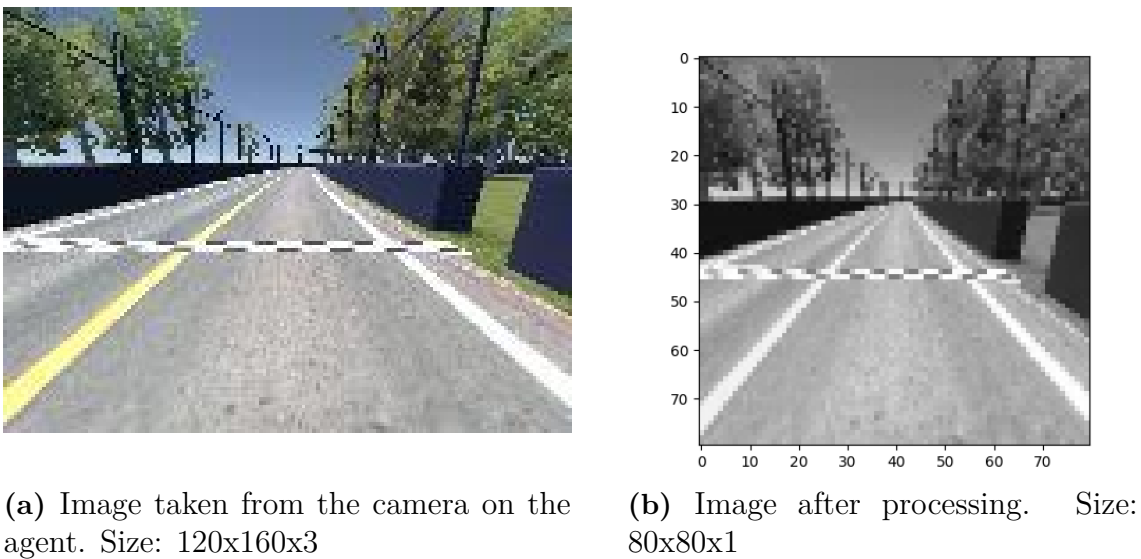 0
10
20
30
40
50
60
70
0 10 20 30 40 50 60 70
(a) Image taken from the camera on the
agent. Size: 120x160x3
(b) Image after processing. Size:
80x80x1